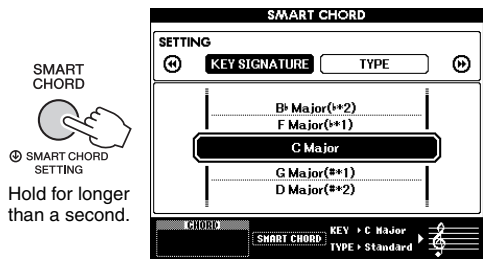 SMART CHORD
SETTING
KEY SIGNATURE TYPE
B♭ Major(♭*2)
F Major(♭*1)
C Major
G Major(#*1)
D Major(#*2)
CHORD
SMART CHORD
KEY ▸ C Major
TYPE ▸ Standard
SMART
CHORD
SMART CHORD
SETTING
Hold for longer
than a second.